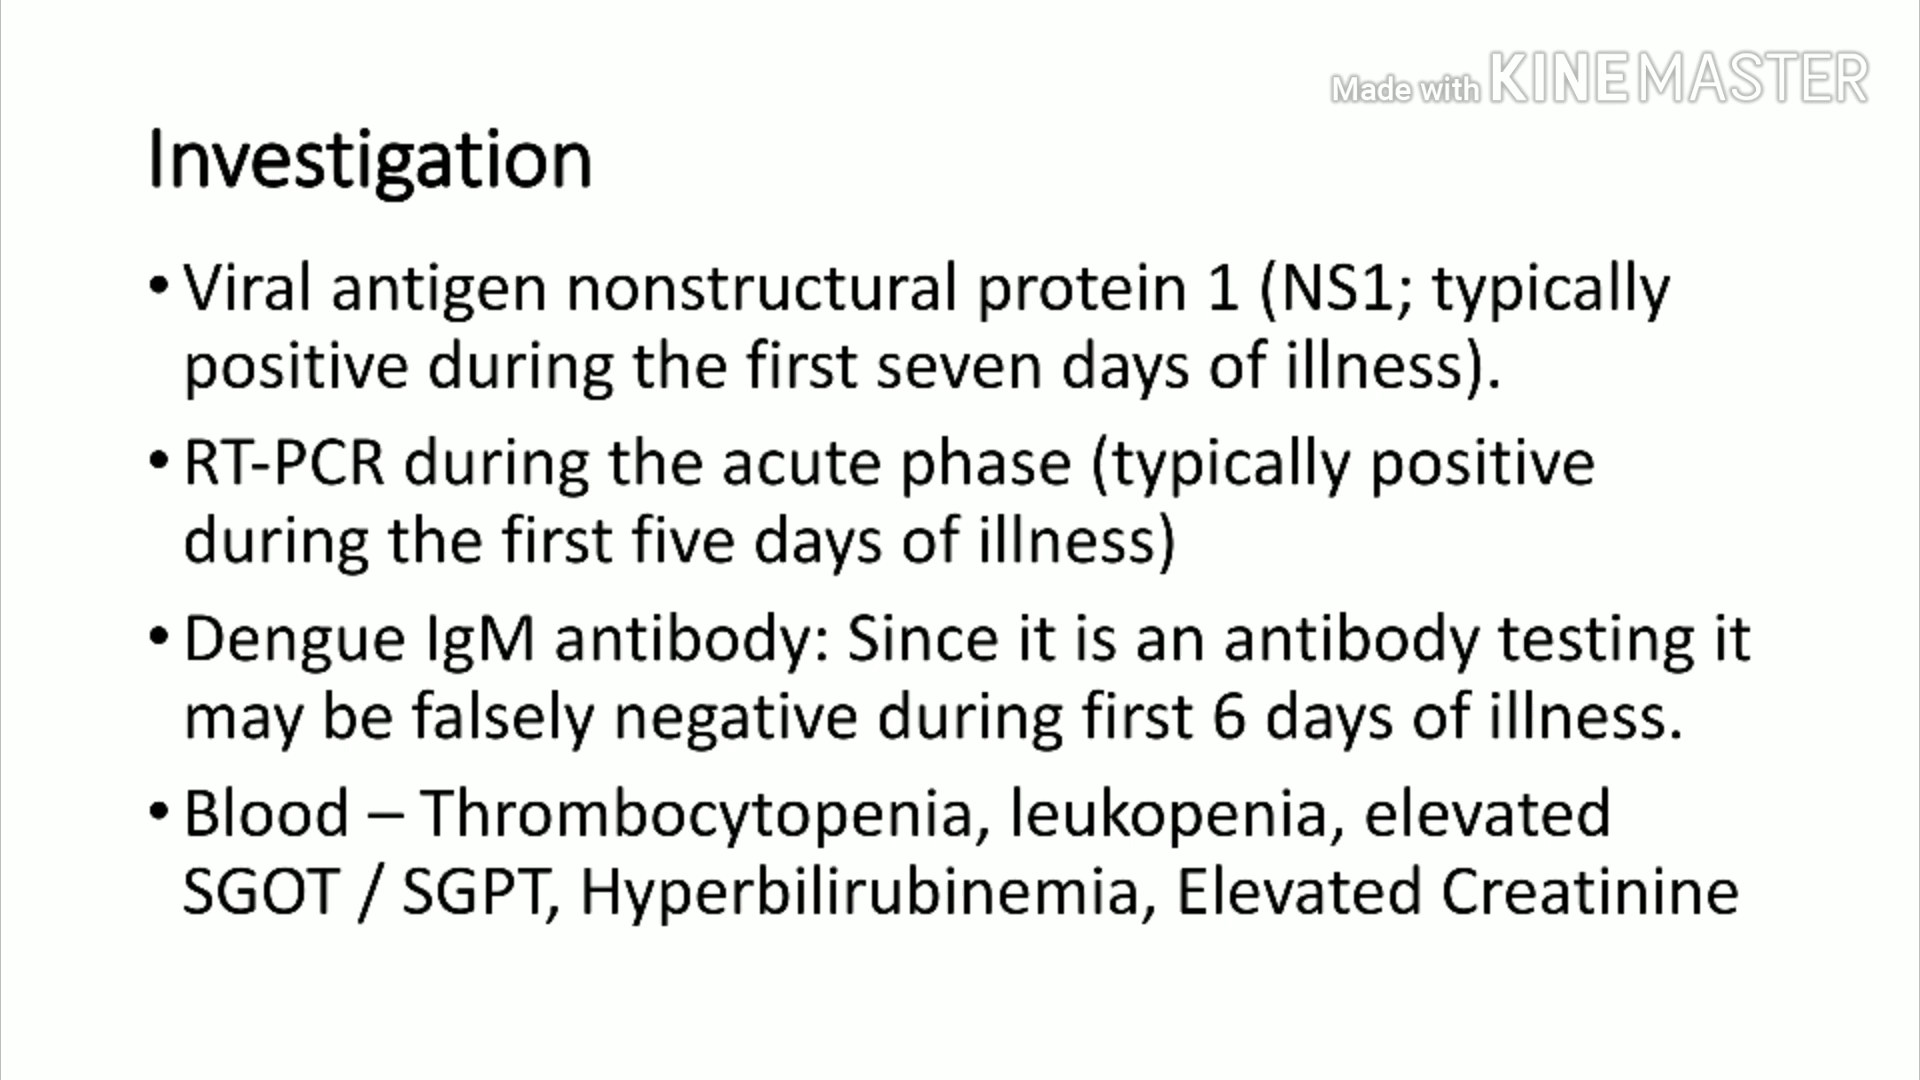 Made with KINEMASTER
Investigation
• Viral antigen nonstructural protein 1 (NS1; typically
positive during the first seven days of illness).
• RT-PCR during the acute phase (typically positive
during the first five days of illness)
• Dengue IgM antibody: Since it is an antibody testing it
may be falsely negative during first 6 days of illness.
• Blood – Thrombocytopenia, leukopenia, elevated
SGOT / SGPT, Hyperbilirubinemia, Elevated Creatinine